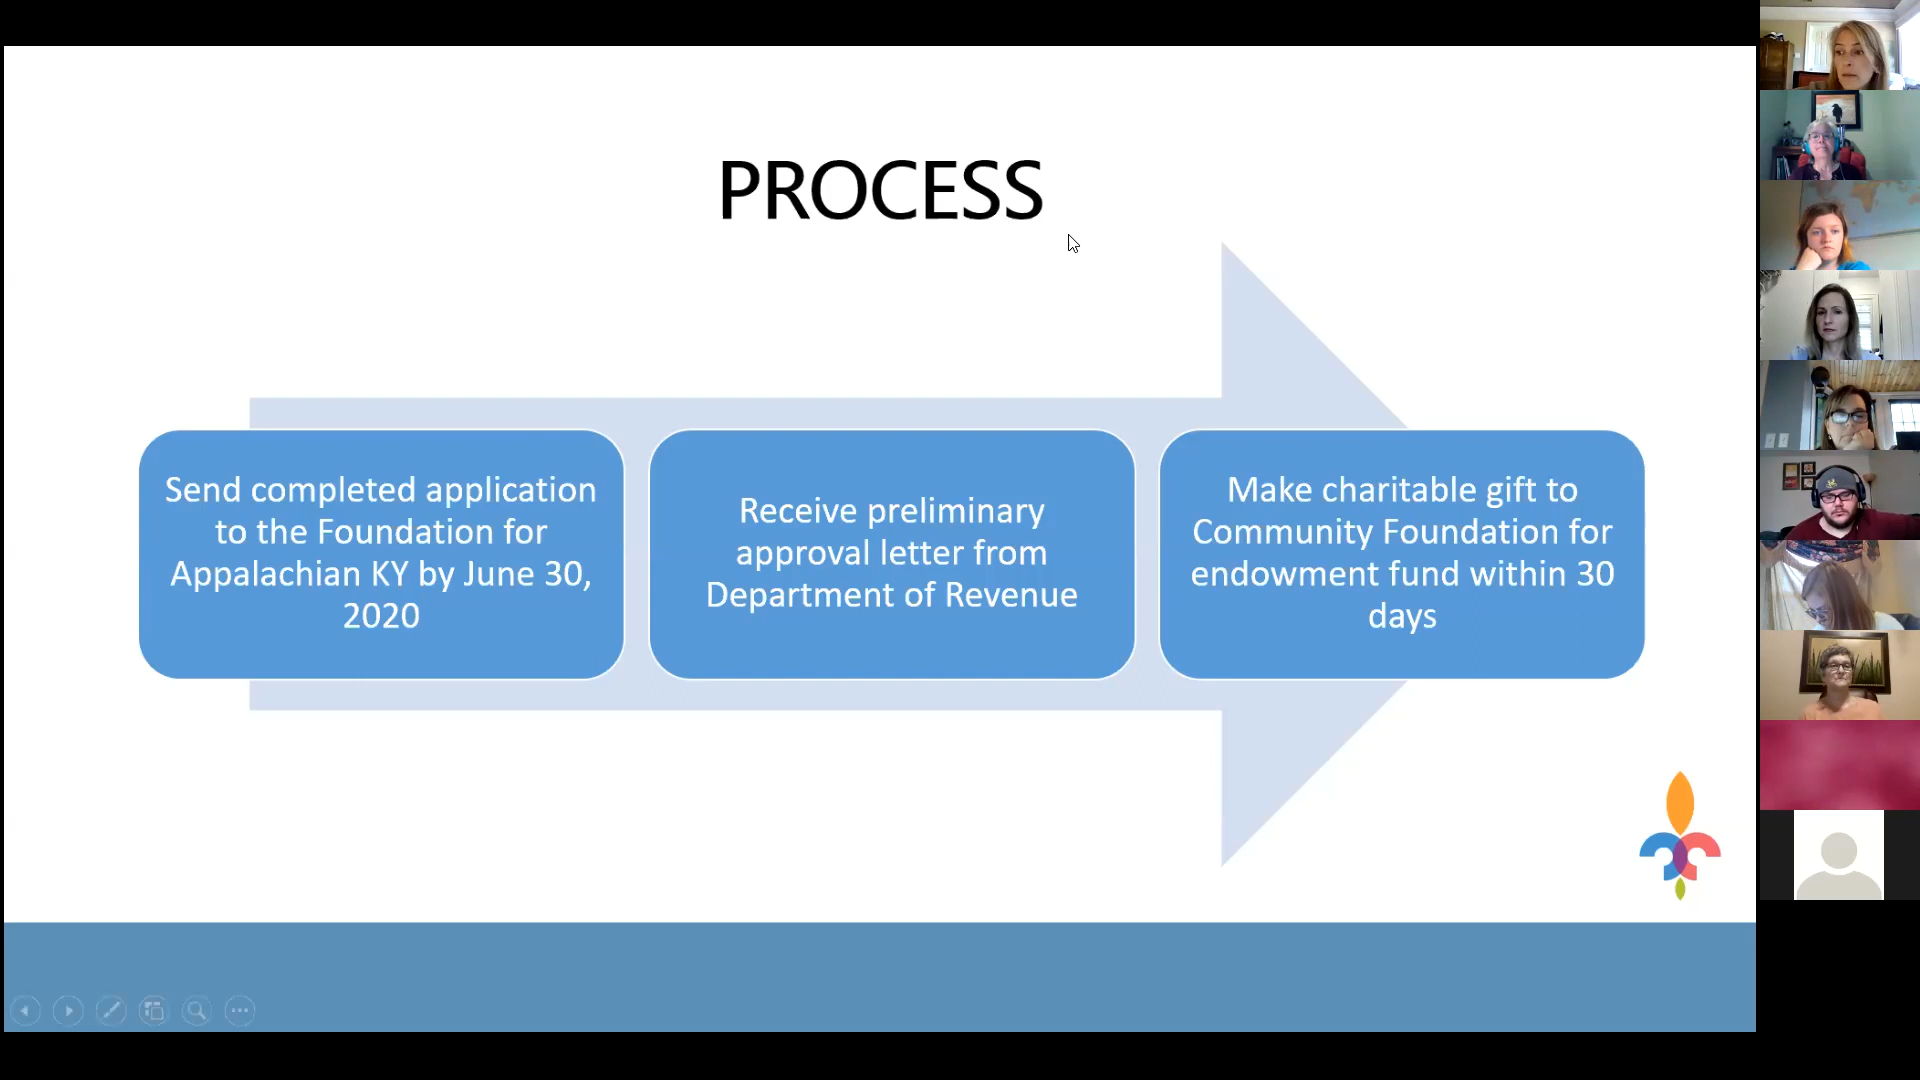 PROCESS
Send completed application
to the Foundation for
Appalachian KY by June 30,
2020
Receive preliminary
approval letter from
Department of Revenue
Make charitable gift to
Community Foundation for
endowment fund within 30
days